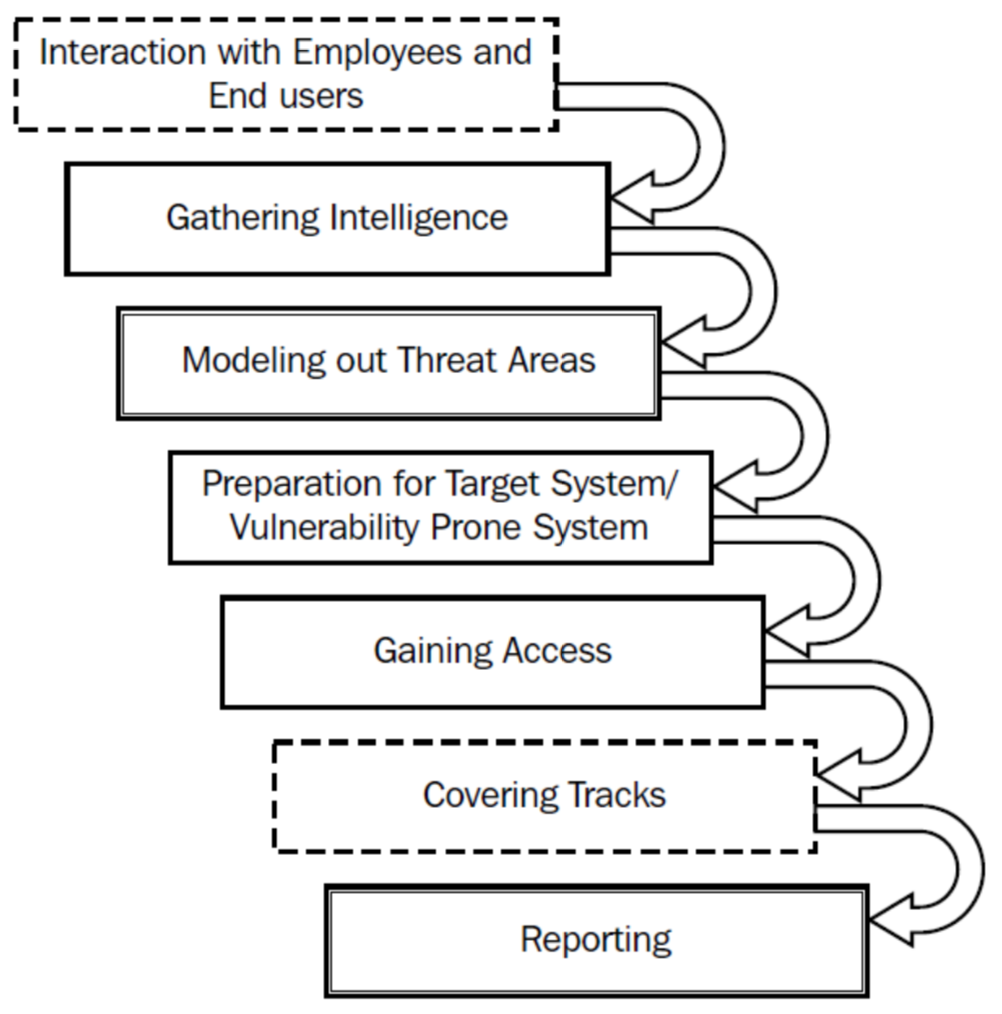 Interaction with Employees and
End users
Gathering Intelligence
Modeling out Threat Areas
Preparation for Target System/
Vulnerability Prone System
Gaining Access
Covering Tracks
Reporting